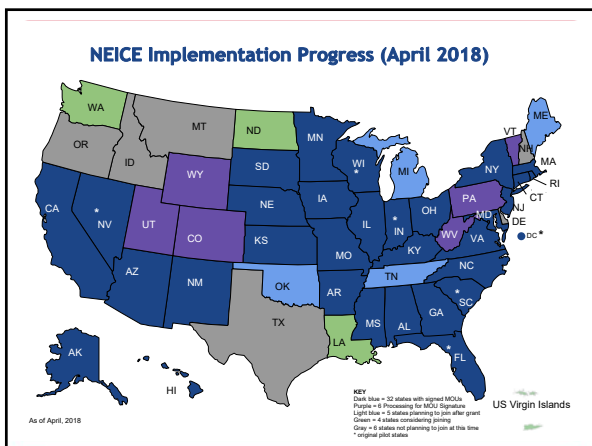 NEICE Implementation Progress (April 2018)
WA
ND
MT
MN
OR
ID
WY
SD
WI
*
MI
ME
VT
NH
NY
MA
RI
CT
CA
NV
*
UT
CO
NE
IA
IL
IN
*
OH
PA
NJ
MD
DE
DC *
WV
VA
KS
MO
KY
AZ
NM
OK
AR
TN
NC
SC
*
TX
LA
MS
AL
GA
FL
*
AK
HI
US Virgin Islands
KEY
Dark blue = 32 states with signed MOUs
Purple = 6 Processing for MOU Signature
Light blue = 5 states planning to join after grant
Green = 4 states considering joining
Gray = 6 states not planning to join at this time
* original pilot states
As of April, 2018